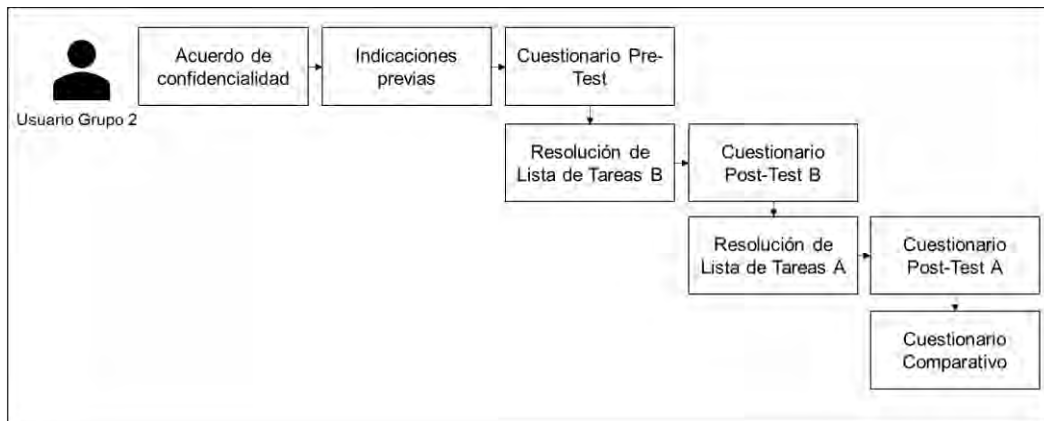 Usuario Grupo 2
Acuerdo de
confidencialidad
Indicaciones
previas
Cuestionario Pre-
Test
Resolución de
Lista de Tareas B
Cuestionario
Post-Test B
Resolución de
Lista de Tareas A
Cuestionario
Post-Test A
Cuestionario
Comparativo